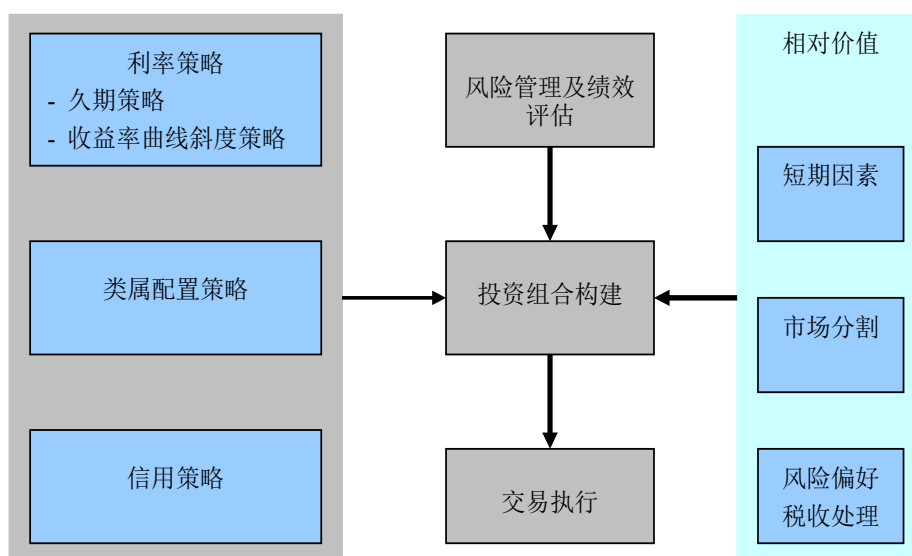 利率策略
- 久期策略
- 收益率曲线斜度策略
类属配置策略
信用策略
风险管理及绩效
评估
投资组合构建
交易执行
相对价值
短期因素
市场分割
风险偏好
税收处理